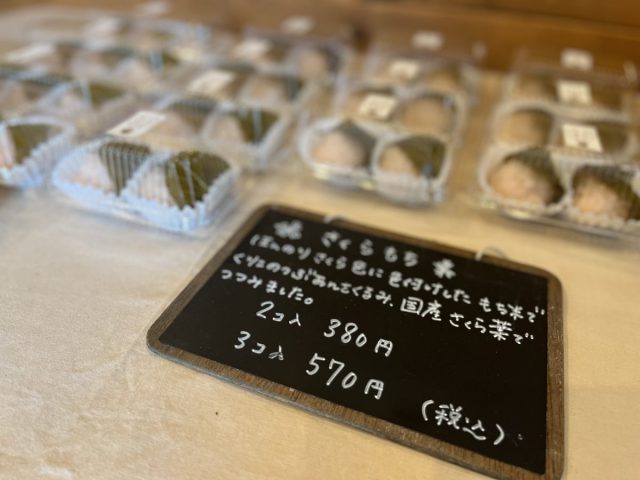 さくらもち
ほんのりさくら色に色付けしたもち米で
くりたのつぶあんをくるみ、国産さくら葉で
つつみました。
2コ入 380円
3コ入 570円
(税込)